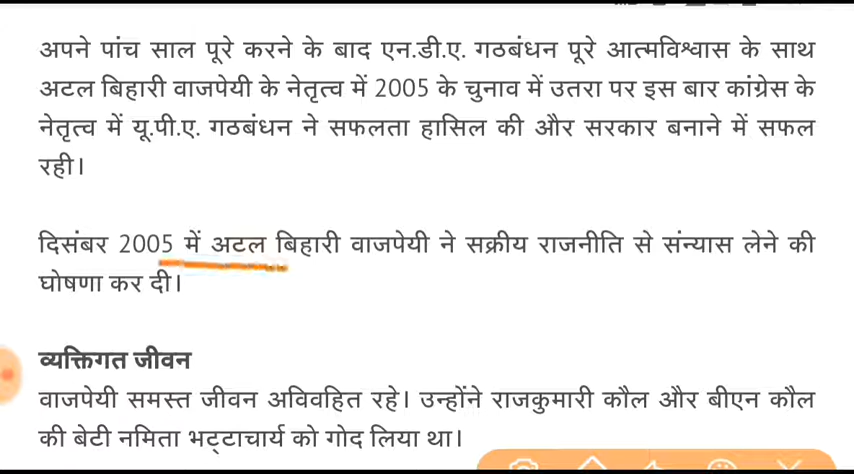 अपने पांच साल पूरे करने के बाद एन.डी.ए. गठबंधन पूरे आत्मविश्वास के साथ
अटल बिहारी वाजपेयी के नेतृत्व में 2005 के चुनाव में उतरा पर इस बार कांग्रेस के
नेतृत्व में यू.पी.ए. गठबंधन ने सफलता हासिल की और सरकार बनाने में सफल
रही।
दिसंबर 2005 में अटल बिहारी वाजपेयी ने सक्रीय राजनीति से संन्यास लेने की
घोषणा कर दी।
व्यक्तिगत जीवन
वाजपेयी समस्त जीवन अविवहित रहे। उन्होंने राजकुमारी कौल और बीएन कौल
की बेटी नमिता भट्टाचार्य को गोद लिया था।